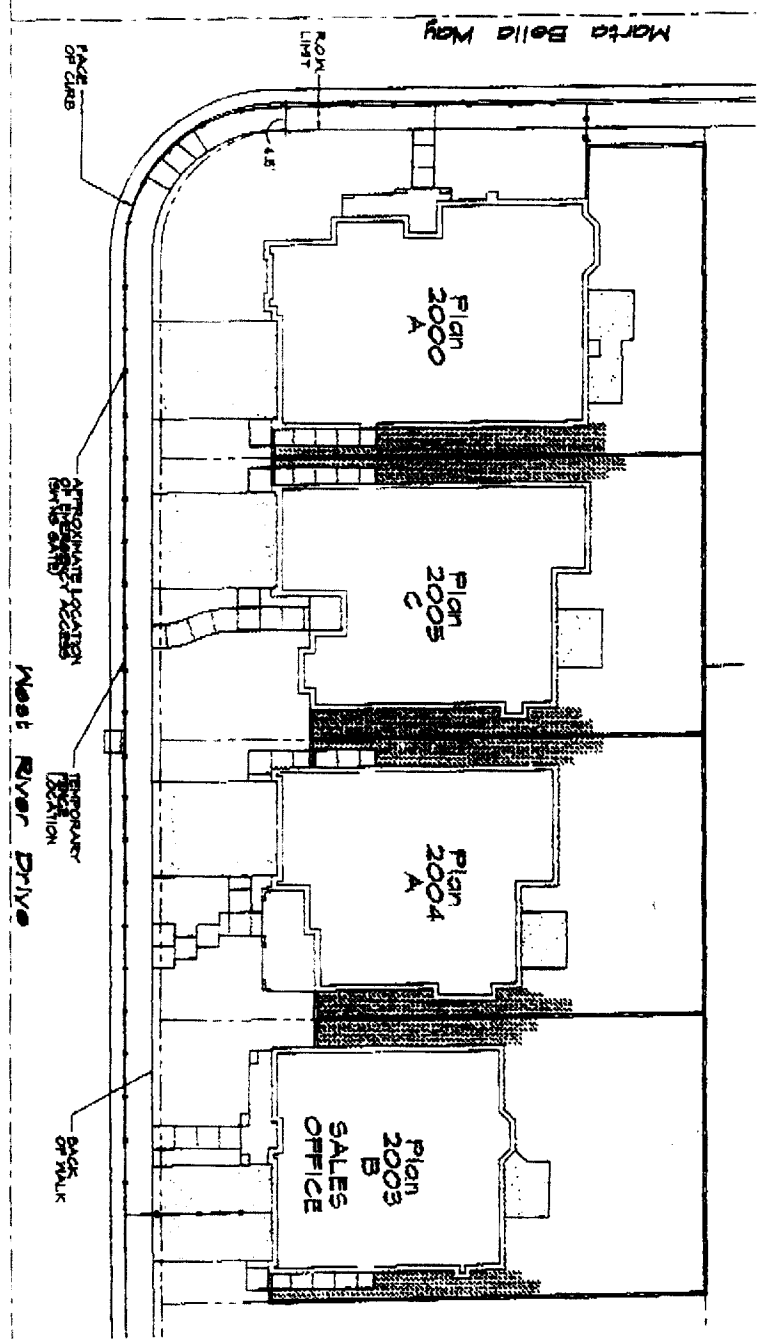 Marta Bella Way
R.O.W.
LIMIT
FACE
OF CURB
4.5'
Plan
2000
A
APPROXIMATE LOCATION
OF EMERGENCY ACCESS
Plan
2005
C
West River Drive
TEMPORARY
FENCE
LOCATION
Plan
2004
A
Plan
2003
B
SALES
OFFICE
BACK
OF WALK